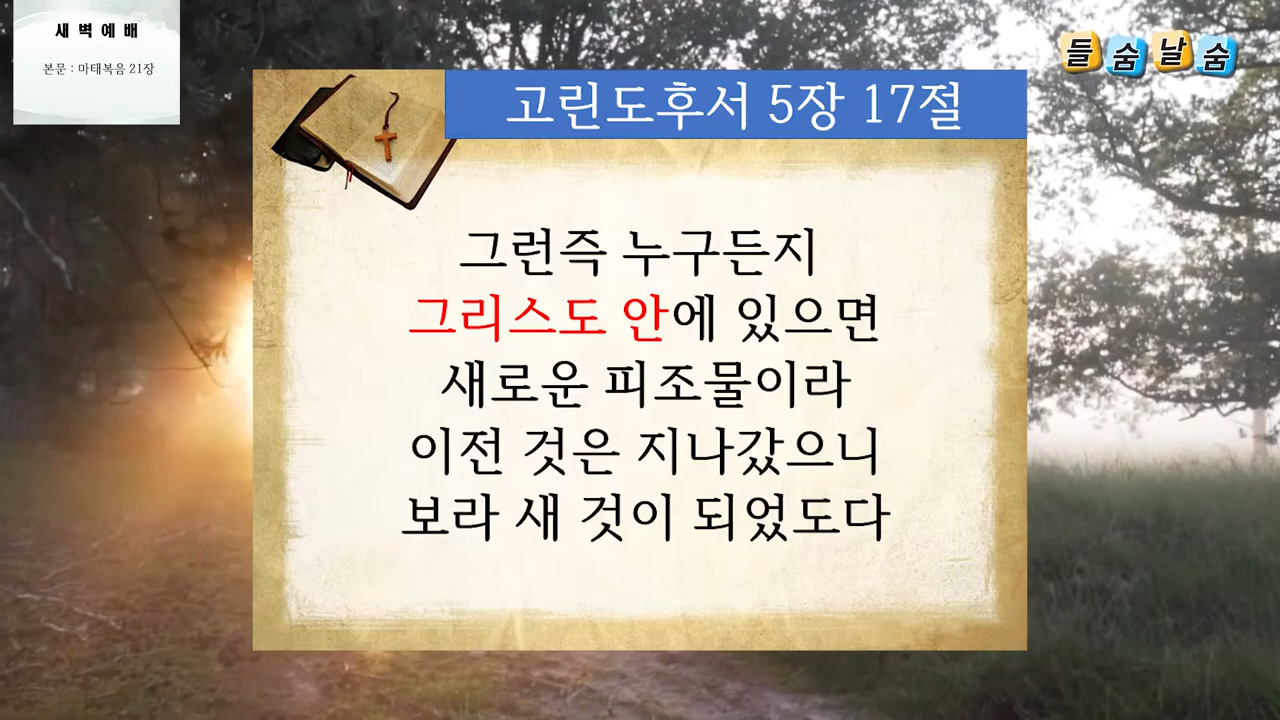 새벽예배
본문 : 마태복음 21장
들숨날숨
고린도후서 5장 17절
그런즉 누구든지
그리스도 안에 있으면
새로운 피조물이라
이전 것은 지나갔으니
보라 새 것이 되었도다